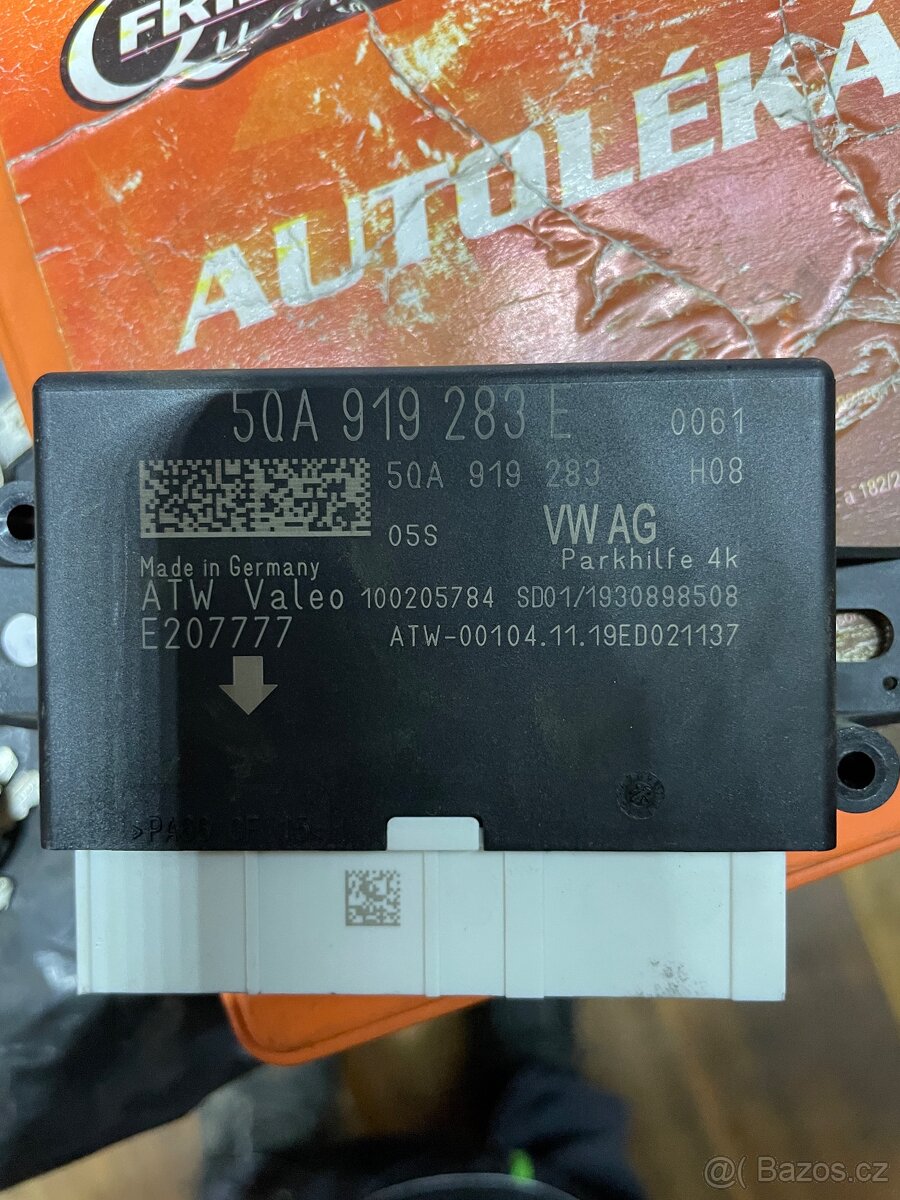 AUTOLÉKÁ
5QA 919 283 E 0061
5QA 919 283 H08
05S VW AG
Parkhilfe 4k
Made in Germany
ATW Valeo 100205784 SD01/1930898508
E207777 ATW-00104.11.19ED021137
@( Bazos.cz